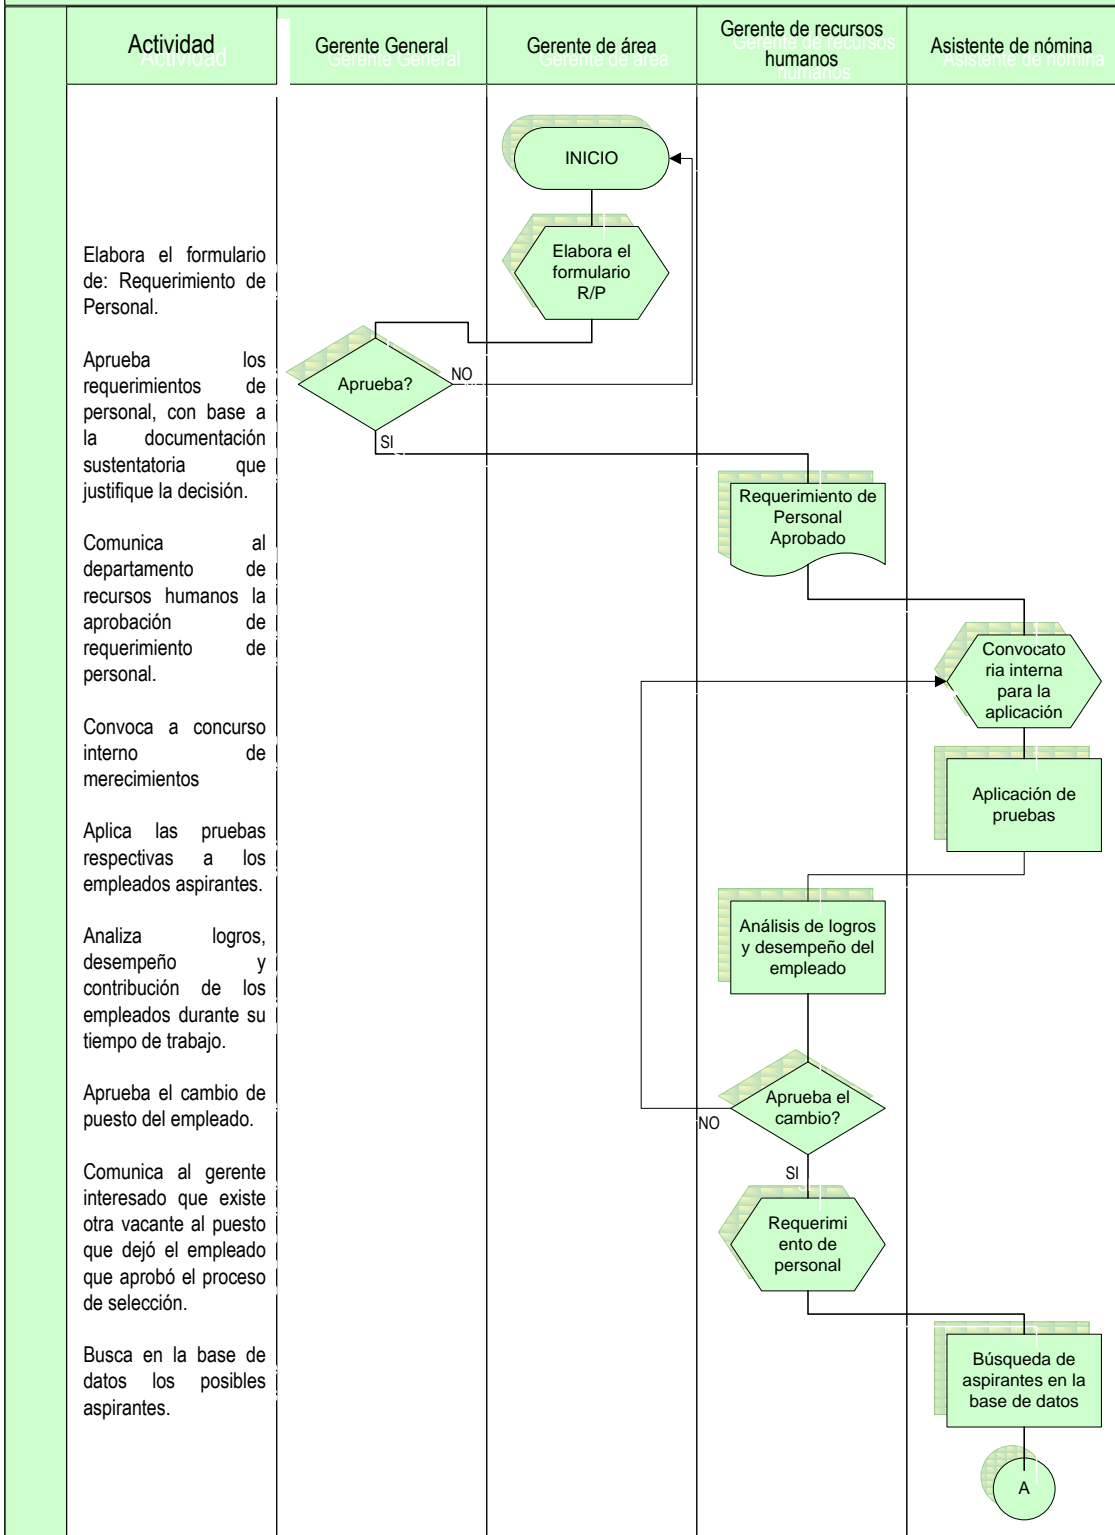 Actividad
Gerente General
Gerente de área
Gerente de recursos
humanos
Asistente de nómina
INICIO
Elabora el
formulario
R/P
Elabora el formulario
de: Requerimiento de
Personal.
Aprueba los
requerimientos de
personal, con base a
la documentación
sustentatoria que
justifique la decisión.
Aprueba?
NO
SI
Requerimiento de
Personal
Aprobado
Comunica al
departamento de
recursos humanos la
aprobación de
requerimiento de
personal.
Convocato
ria interna
para la
aplicación
Convoca a concurso
interno de
merecimientos
Aplicación de
pruebas
Aplica las pruebas
respectivas a los
empleados aspirantes.
Análisis de logros
y desempeño del
empleado
Analiza logros,
desempeño y
contribución de los
empleados durante su
tiempo de trabajo.
Aprueba el
cambio?
NO
SI
Aprueba el cambio de
puesto del empleado.
Requerimi
ento de
personal
Comunica al gerente
interesado que existe
otra vacante al puesto
que dejó el empleado
que aprobó el proceso
de selección.
Búsqueda de
aspirantes en la
base de datos
Busca en la base de
datos los posibles
aspirantes.
A